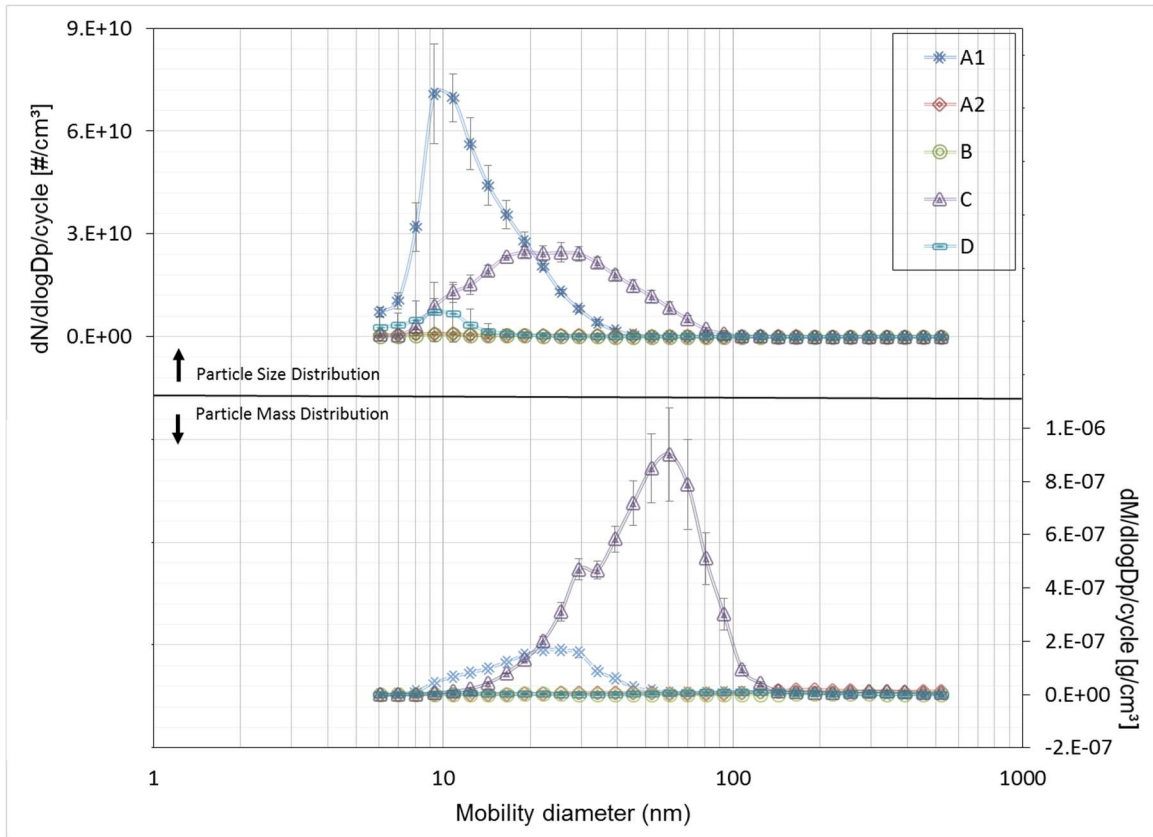 9.E+10
6.E+10
3.E+10
0.E+00
dN/dlogDp/cycle [#/cm³]
A1
A2
B
C
D
Particle Size Distribution
Particle Mass Distribution
1.E-06
8.E-07
6.E-07
4.E-07
2.E-07
0.E+00
-2.E-07
dM/dlogDp/cycle [g/cm³]
1
10
100
1000
Mobility diameter (nm)